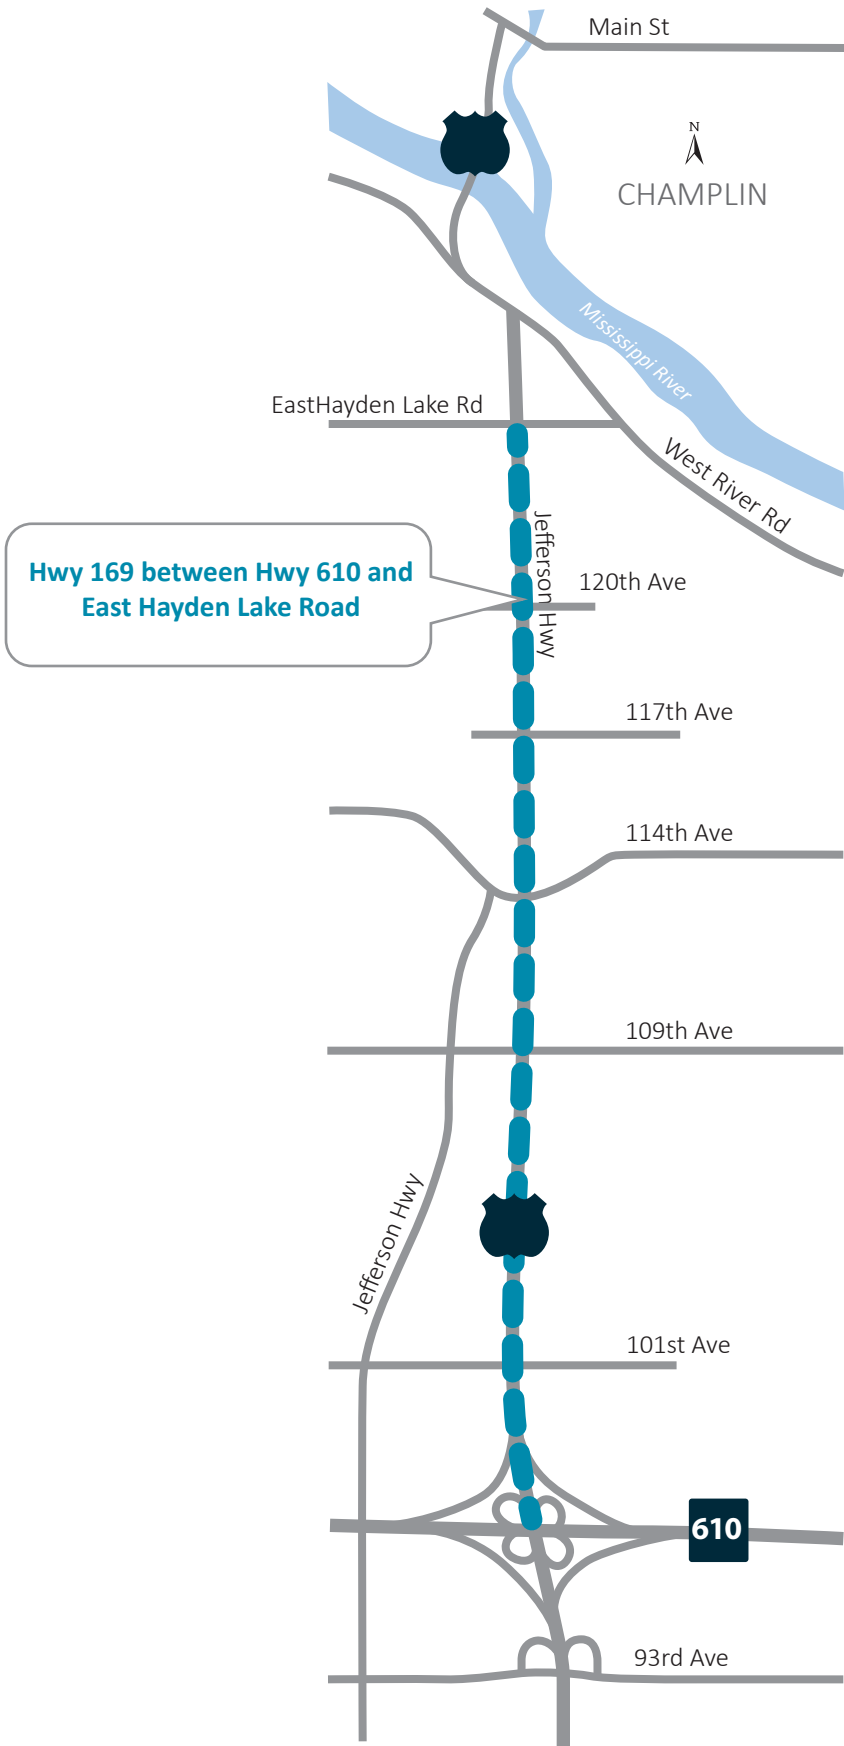 Main St
N
CHAMPLIN
Mississippi River
EastHayden Lake Rd
West River Rd
Jefferson Hwy
Hwy 169 between Hwy 610 and
East Hayden Lake Road
120th Ave
117th Ave
114th Ave
109th Ave
Jefferson Hwy
101st Ave
610
93rd Ave